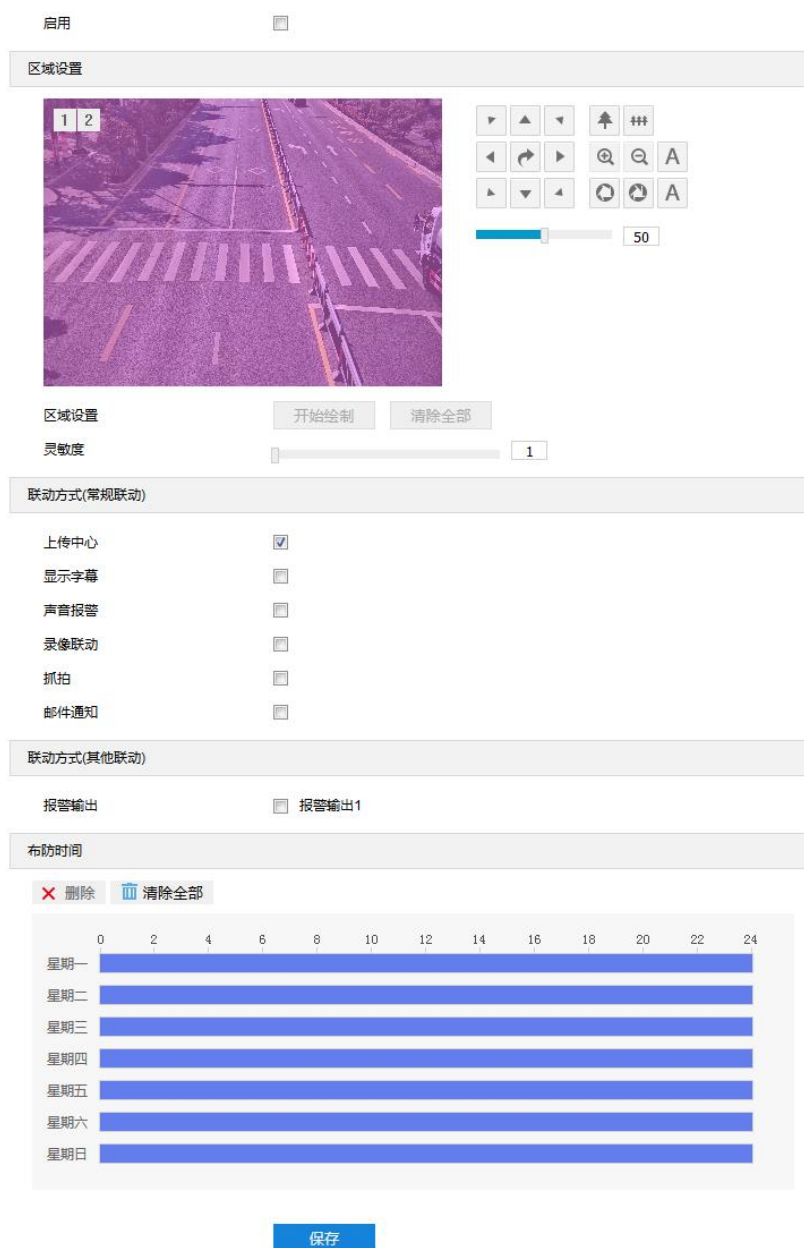 启用
区域设置
1 2
A
A
50
区域设置 开始绘制 清除全部
灵敏度 1
联动方式(常规联动)
上传中心
显示字幕
声音报警
录像联动
抓拍
邮件通知
联动方式(其他联动)
报警输出 报警输出1
布防时间
删除 清除全部
0 2 4 6 8 10 12 14 16 18 20 22 24
星期一
星期二
星期三
星期四
星期五
星期六
星期日
保存